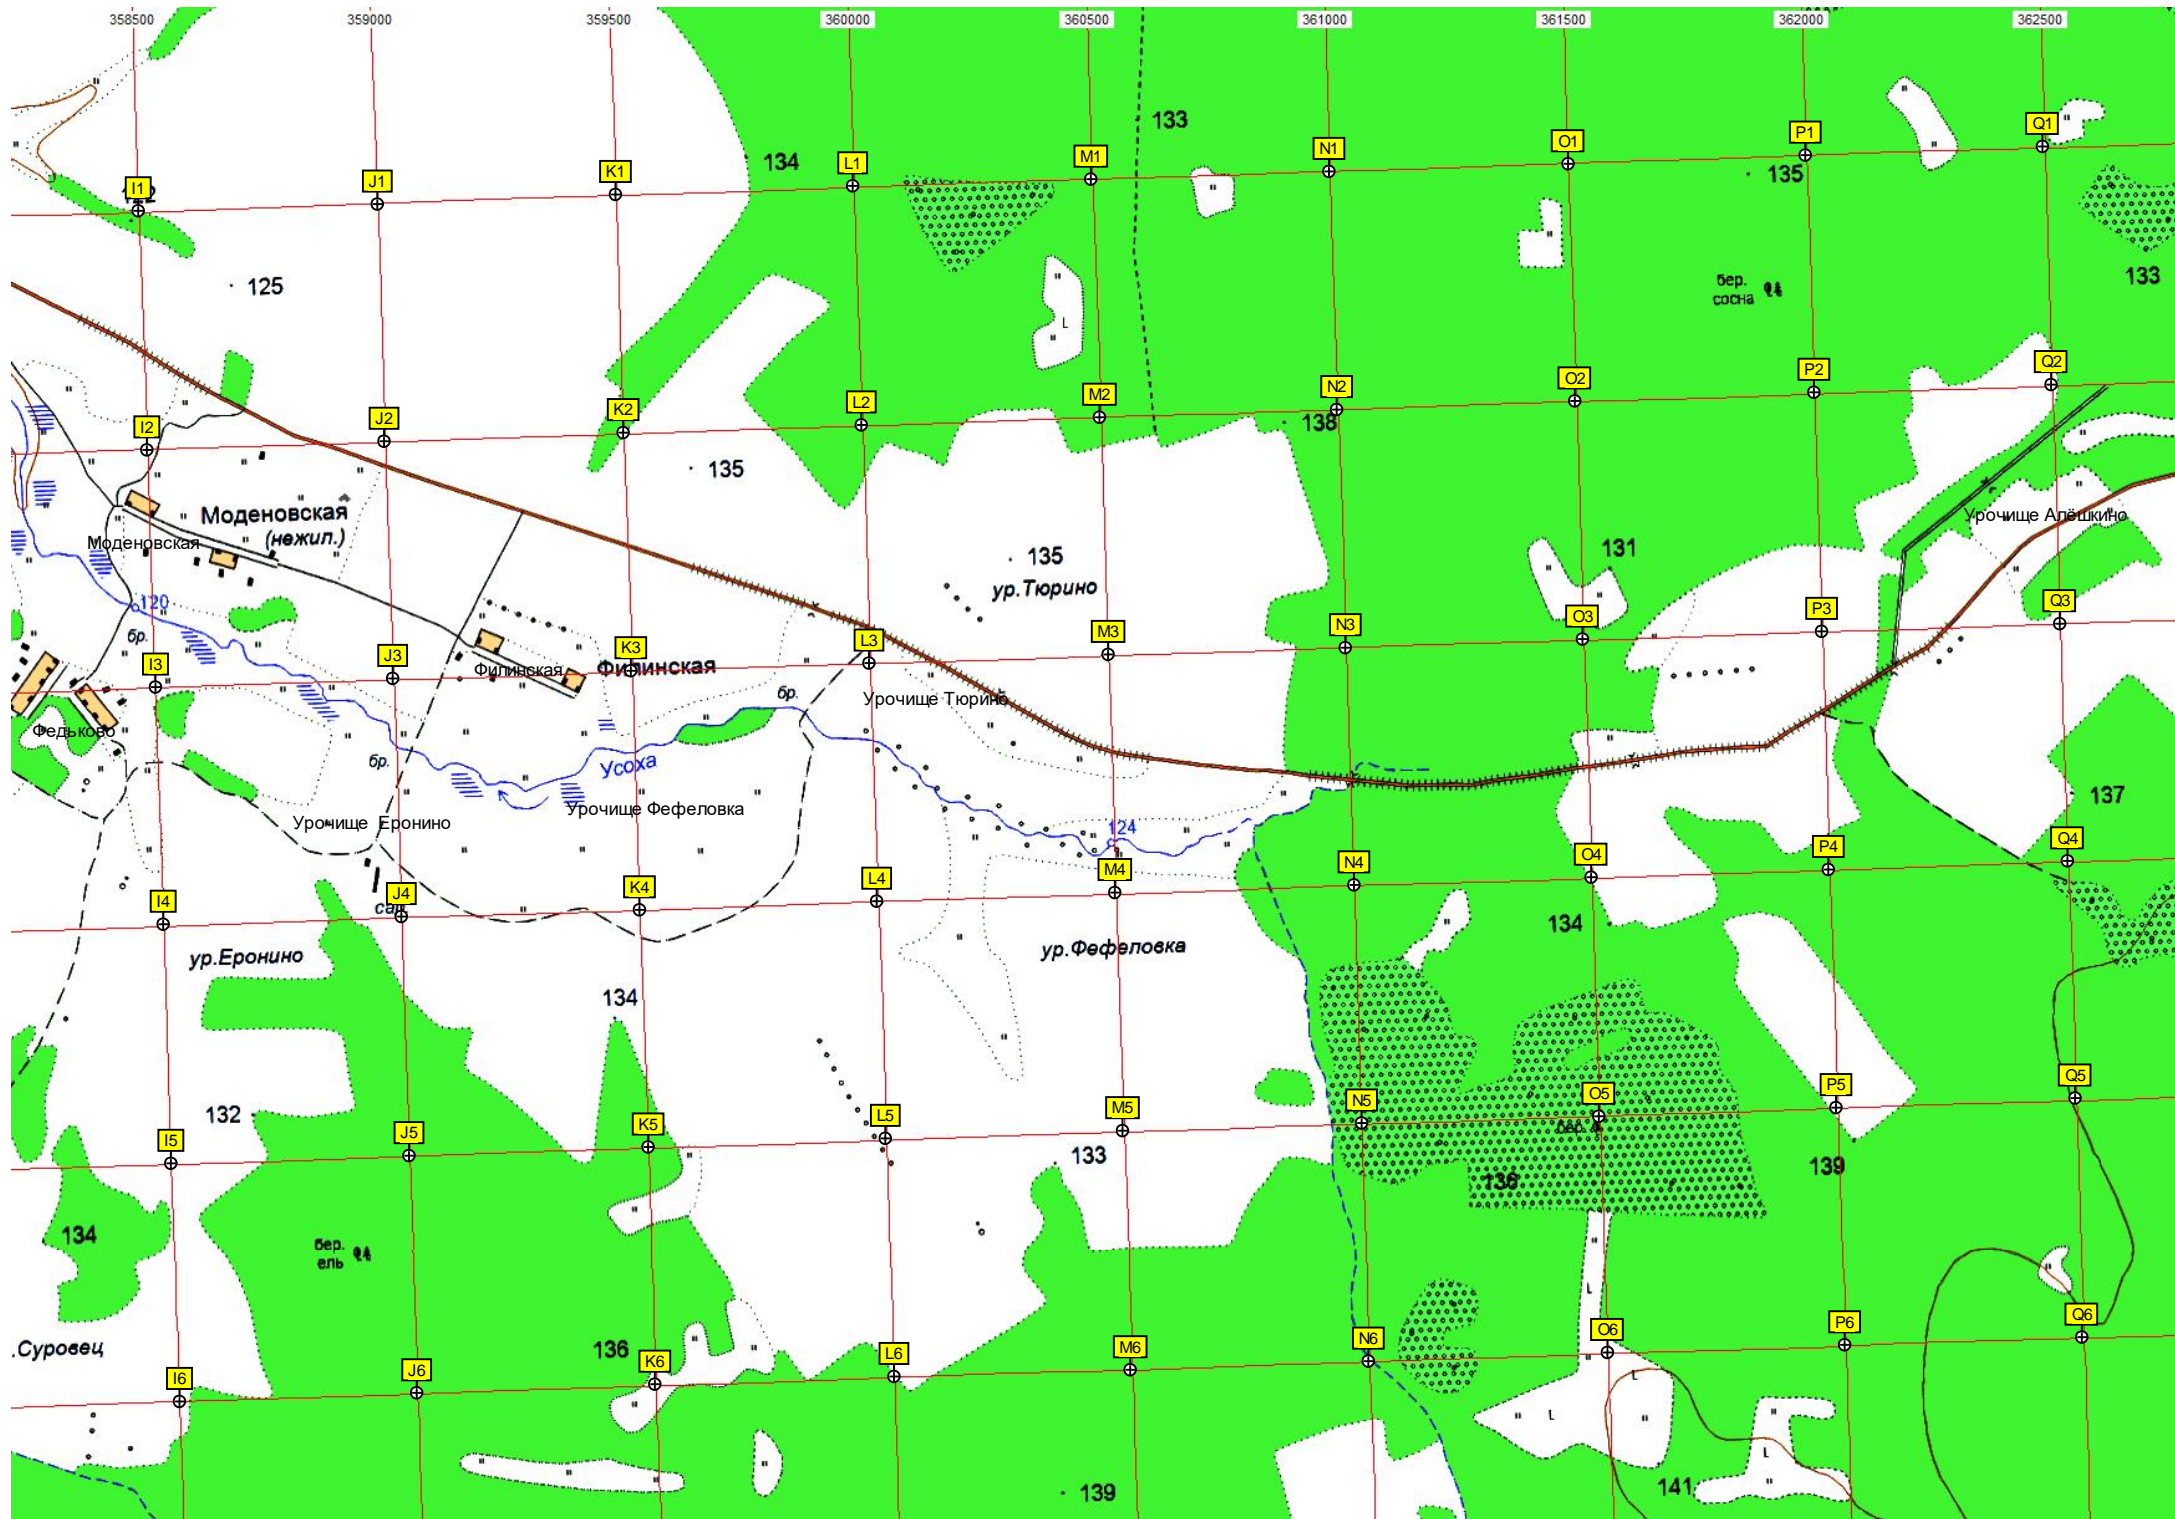 358500 359000 359500 360000 360500 361000 361500 362000 362500
133
I1 J1 K1 L1 M1 N1 O1 P1 Q1
134
135
125
133
бер.
сосна
I2 J2 K2 L2 M2 N2 O2 P2 Q2
138
135
Моденовская
(нежил.)
Моденовская
Урочище Алёшкино
135
ур.Тюрино
131
120
бр.
I3 J3 K3 L3 M3 N3 O3 P3 Q3
Филинская
Филинская
бр.
Урочище Тюрино
Федьково
бр.
Усоха
Урочище Фефеловка
Урочище Еронино
124
137
I4 J4 K4 L4 M4 N4 O4 P4 Q4
ур.Еронино
ур.Фефеловка
134
134
132
I5 J5 K5 L5 M5 N5 O5 P5 Q5
133
136
139
134
бер.
ель
.Суровец
136
I6 J6 K6 L6 M6 N6 O6 P6 Q6
139
141